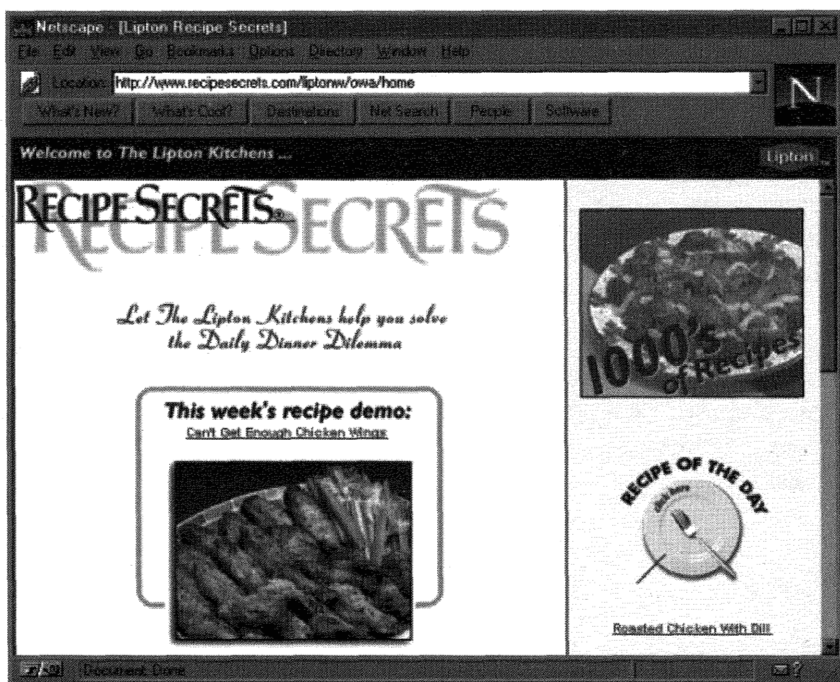 Netscape - [Lipton Recipe Secrets]
File Edit View Go Bookmarks Options Directory Window Help
Location: http://www.recipesecrets.com/liptonw/owa/home
N
What's New? What's Cool? Destinations Net Search People Software
Welcome to The Lipton Kitchens ...
Lipton
RECIPE SECRETS®
RECIPE SECRETS
Let The Lipton Kitchens help you solve
the Daily Dinner Dilemma
This week's recipe demo:
Can't Get Enough Chicken Wings
1000's
of Recipes
RECIPE OF THE DAY
click here
Roasted Chicken With Dill
Document: Done